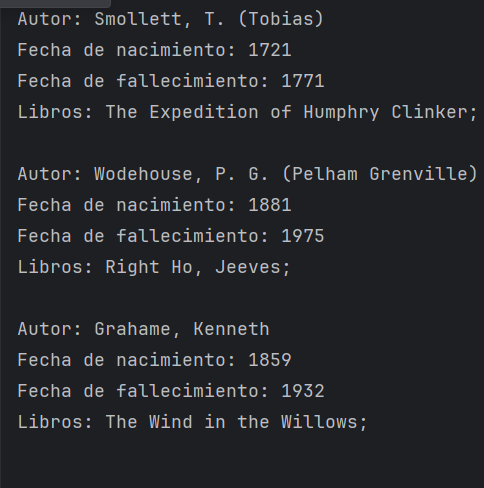 Autor: Smollett, T. (Tobias)
Fecha de nacimiento: 1721
Fecha de fallecimiento: 1771
Libros: The Expedition of Humphry Clinker;
Autor: Wodehouse, P. G. (Pelham Grenville)
Fecha de nacimiento: 1881
Fecha de fallecimiento: 1975
Libros: Right Ho, Jeeves;
Autor: Grahame, Kenneth
Fecha de nacimiento: 1859
Fecha de fallecimiento: 1932
Libros: The Wind in the Willows;